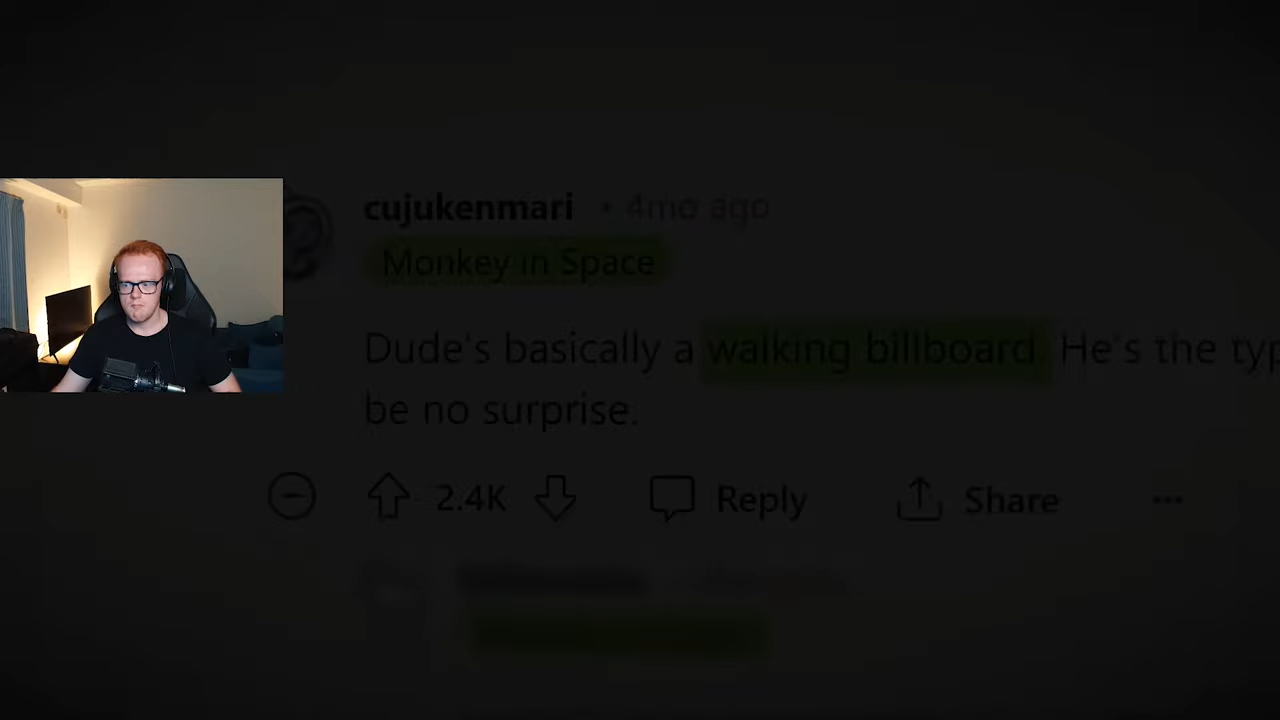 cujukenmari • 4mo ago
Monkey in Space
Dude's basically a walking billboard. He's the typ
be no surprise.
2.4K Reply Share ...